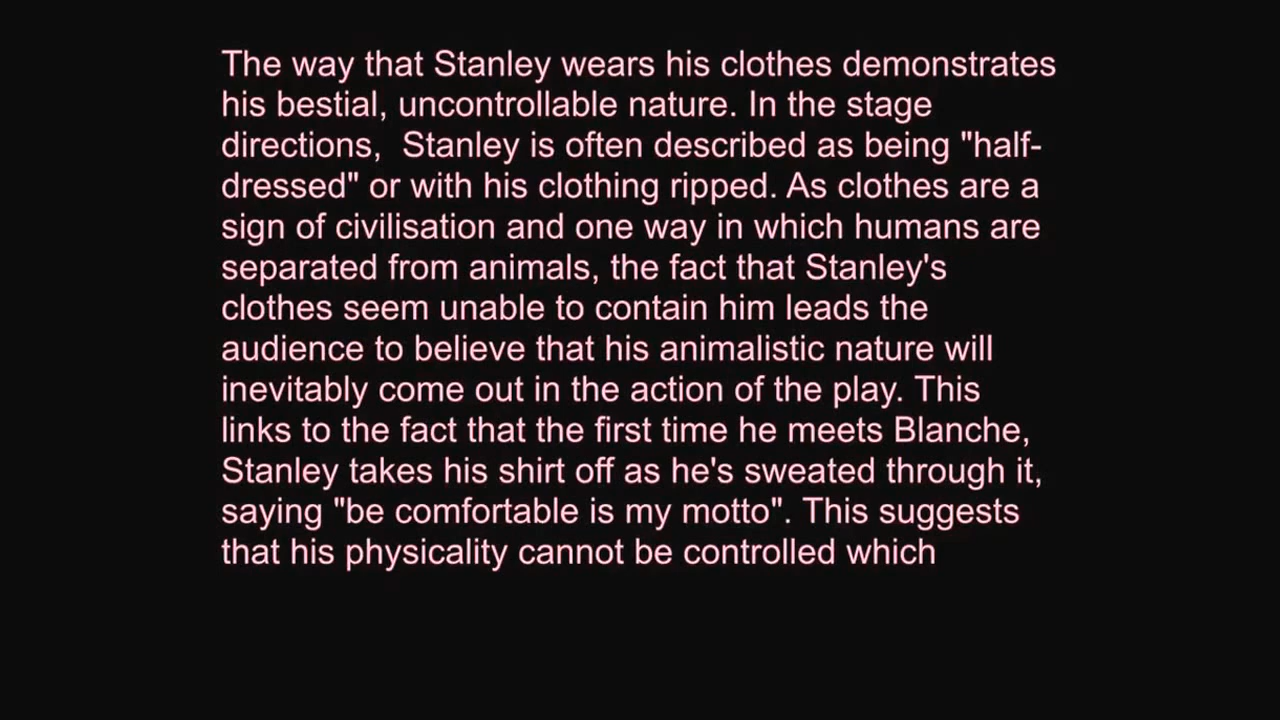 The way that Stanley wears his clothes demonstrates
his bestial, uncontrollable nature. In the stage
directions,  Stanley is often described as being "half-
dressed" or with his clothing ripped. As clothes are a
sign of civilisation and one way in which humans are
separated from animals, the fact that Stanley's
clothes seem unable to contain him leads the
audience to believe that his animalistic nature will
inevitably come out in the action of the play. This
links to the fact that the first time he meets Blanche,
Stanley takes his shirt off as he's sweated through it,
saying "be comfortable is my motto". This suggests
that his physicality cannot be controlled which